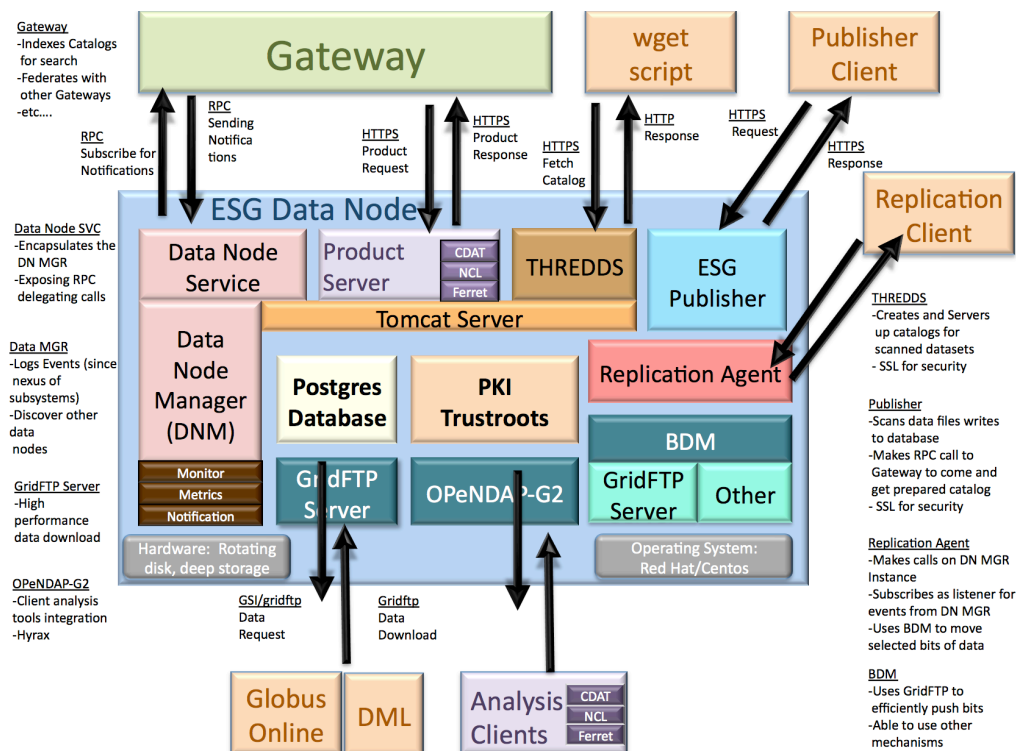 Gateway
-Indexes Catalogs
for search
-Federates with
other Gateways
-etc....
Gateway
wget
script
Publisher
Client
RPC
Subscribe for
Notifications
RPC
Sending
Notifica
tions
HTTPS
Product
Request
HTTPS
Product
Response
HTTPS
Fetch
Catalog
HTTP
Response
HTTPS
Request
HTTPS
Response
Replication
Client
ESG Data Node
Data Node SVC
-Encapsulates the
DN MGR
-Exposing RPC
delegating calls
Data Node
Service
Product
Server
CDAT
NCL
Ferret
THREDDS
ESG
Publisher
Tomcat Server
Data MGR
-Logs Events (since
nexus of
subsystems)
-Discover other
data
nodes
Data
Node
Manager
(DNM)
Monitor
Metrics
Notification
Postgres
Database
PKI
Trustroots
Replication Agent
BDM
GridFTP
Server
OPeNDAP-G2
GridFTP
Server
Other
GridFTP Server
-High
performance
data download
Hardware: Rotating
disk, deep storage
Operating System:
Red Hat/Centos
OPeNDAP-G2
-Client analysis
tools integration
-Hyrax
GSI/gridftp
Data
Request
Gridftp
Data
Download
Globus
Online
DML
Analysis
Clients
CDAT
NCL
Ferret
THREDDS
-Creates and Servers
up catalogs for
scanned datasets
- SSL for security
Publisher
-Scans data files writes
to database
-Makes RPC call to
Gateway to come and
get prepared catalog
- SSL for security
Replication Agent
-Makes calls on DN MGR
Instance
-Subscribes as listener for
events from DN MGR
-Uses BDM to move
selected bits of data
BDM
-Uses GridFTP to
efficiently push bits
-Able to use other
mechanisms